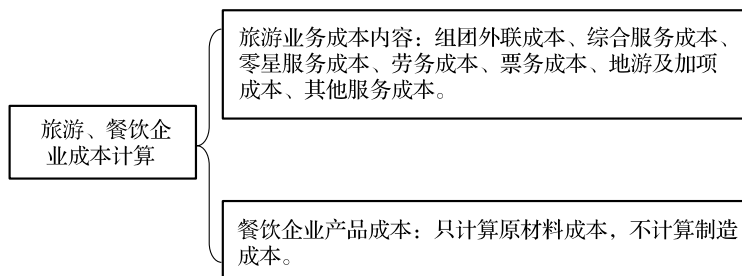 旅游业务成本内容：组团外联成本、综合服务成本、
零星服务成本、劳务成本、票务成本、地游及加项
成本、其他服务成本。
旅游、餐饮企
业成本计算
餐饮企业产品成本：只计算原材料成本，不计算制造
成本。